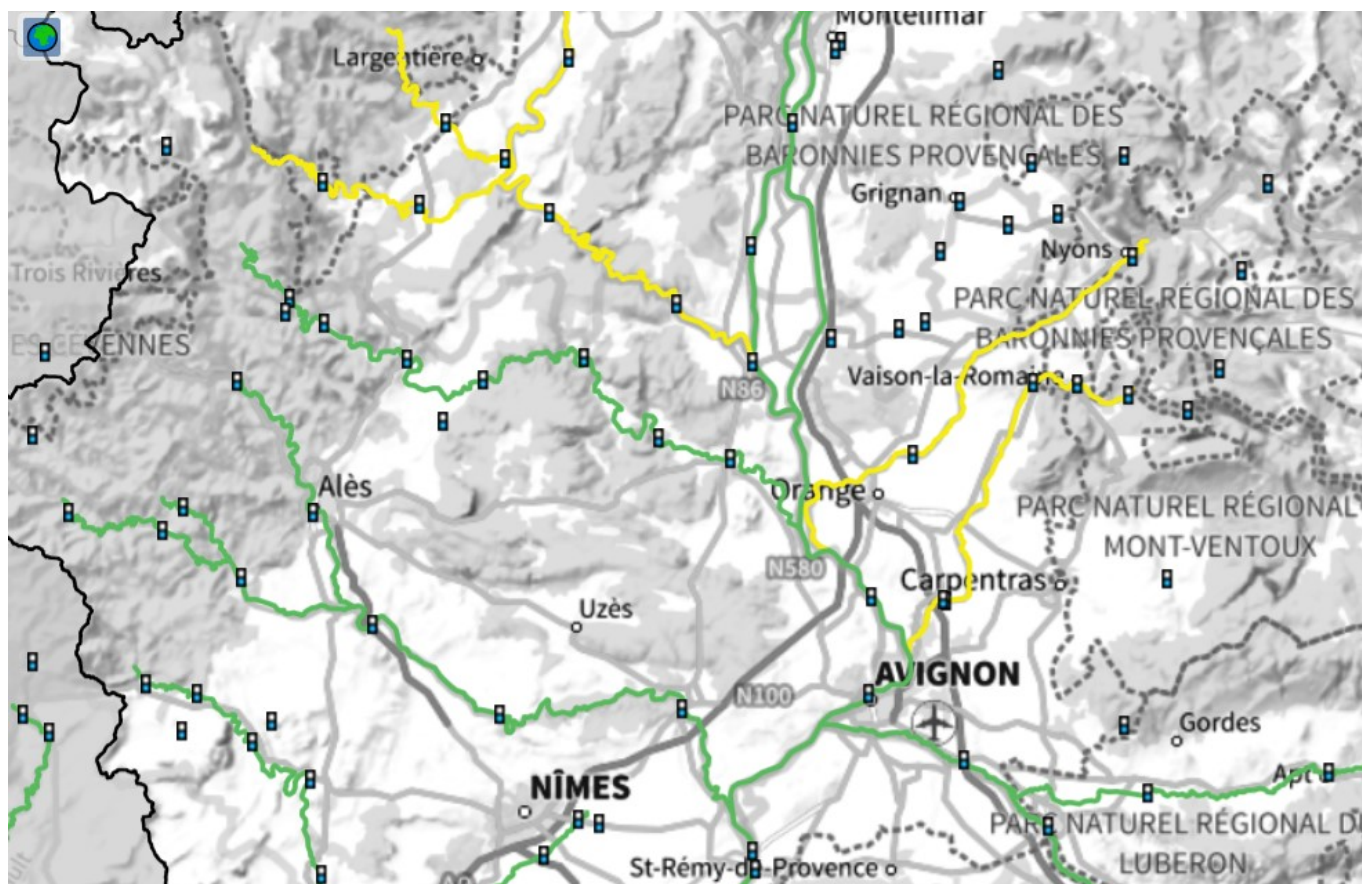 Montélimar
Largentière
PARC NATUREL RÉGIONAL DES
BARONNIES PROVENÇALES
Grignan
Nyons
Trois Rivières
PARC NATUREL RÉGIONAL DES
BARONNIES PROVENÇALES
N86
Vaison-la-Romaine
Alès
Orange
PARC NATUREL RÉGIONAL
MONT-VENTOUX
N580
Carpentras
Uzès
AVIGNON
N100
Gordes
NÎMES
Apt
PARC NATUREL RÉGIONAL D
LUBERON
St-Rémy-de-Provence